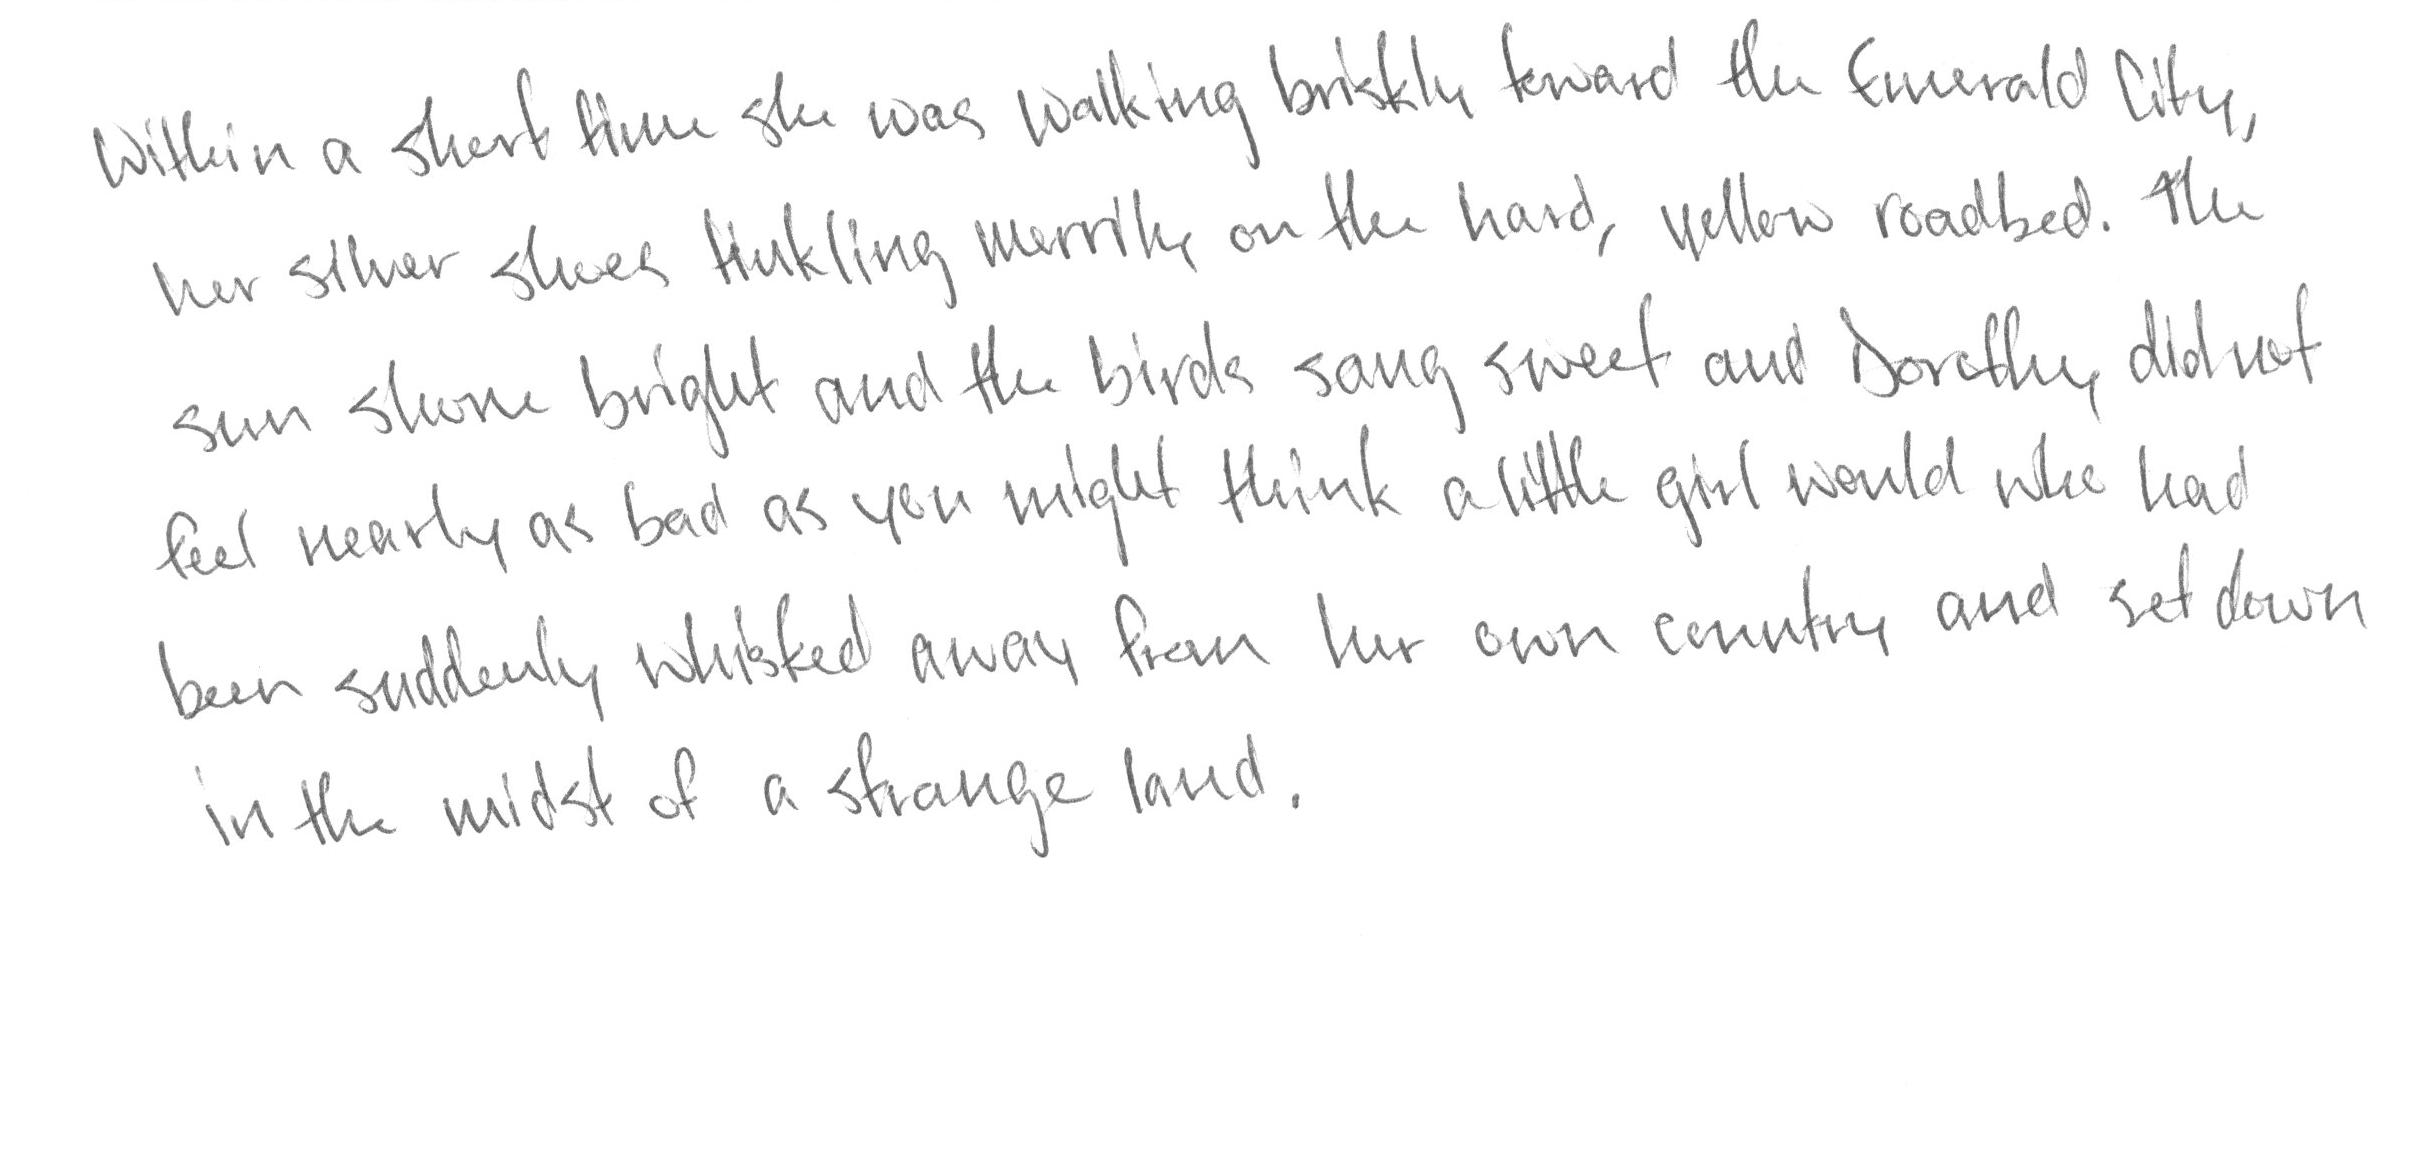 Within a short time she was walking briskly toward the Emerald City,
her silver shoes tinkling merrily on the hard, yellow roadbed. The
sun shone bright and the birds sang sweet and Dorothy did not
feel nearly as bad as you might think a little girl would who had
been suddenly whisked away from her own country and set down
in the midst of a strange land.